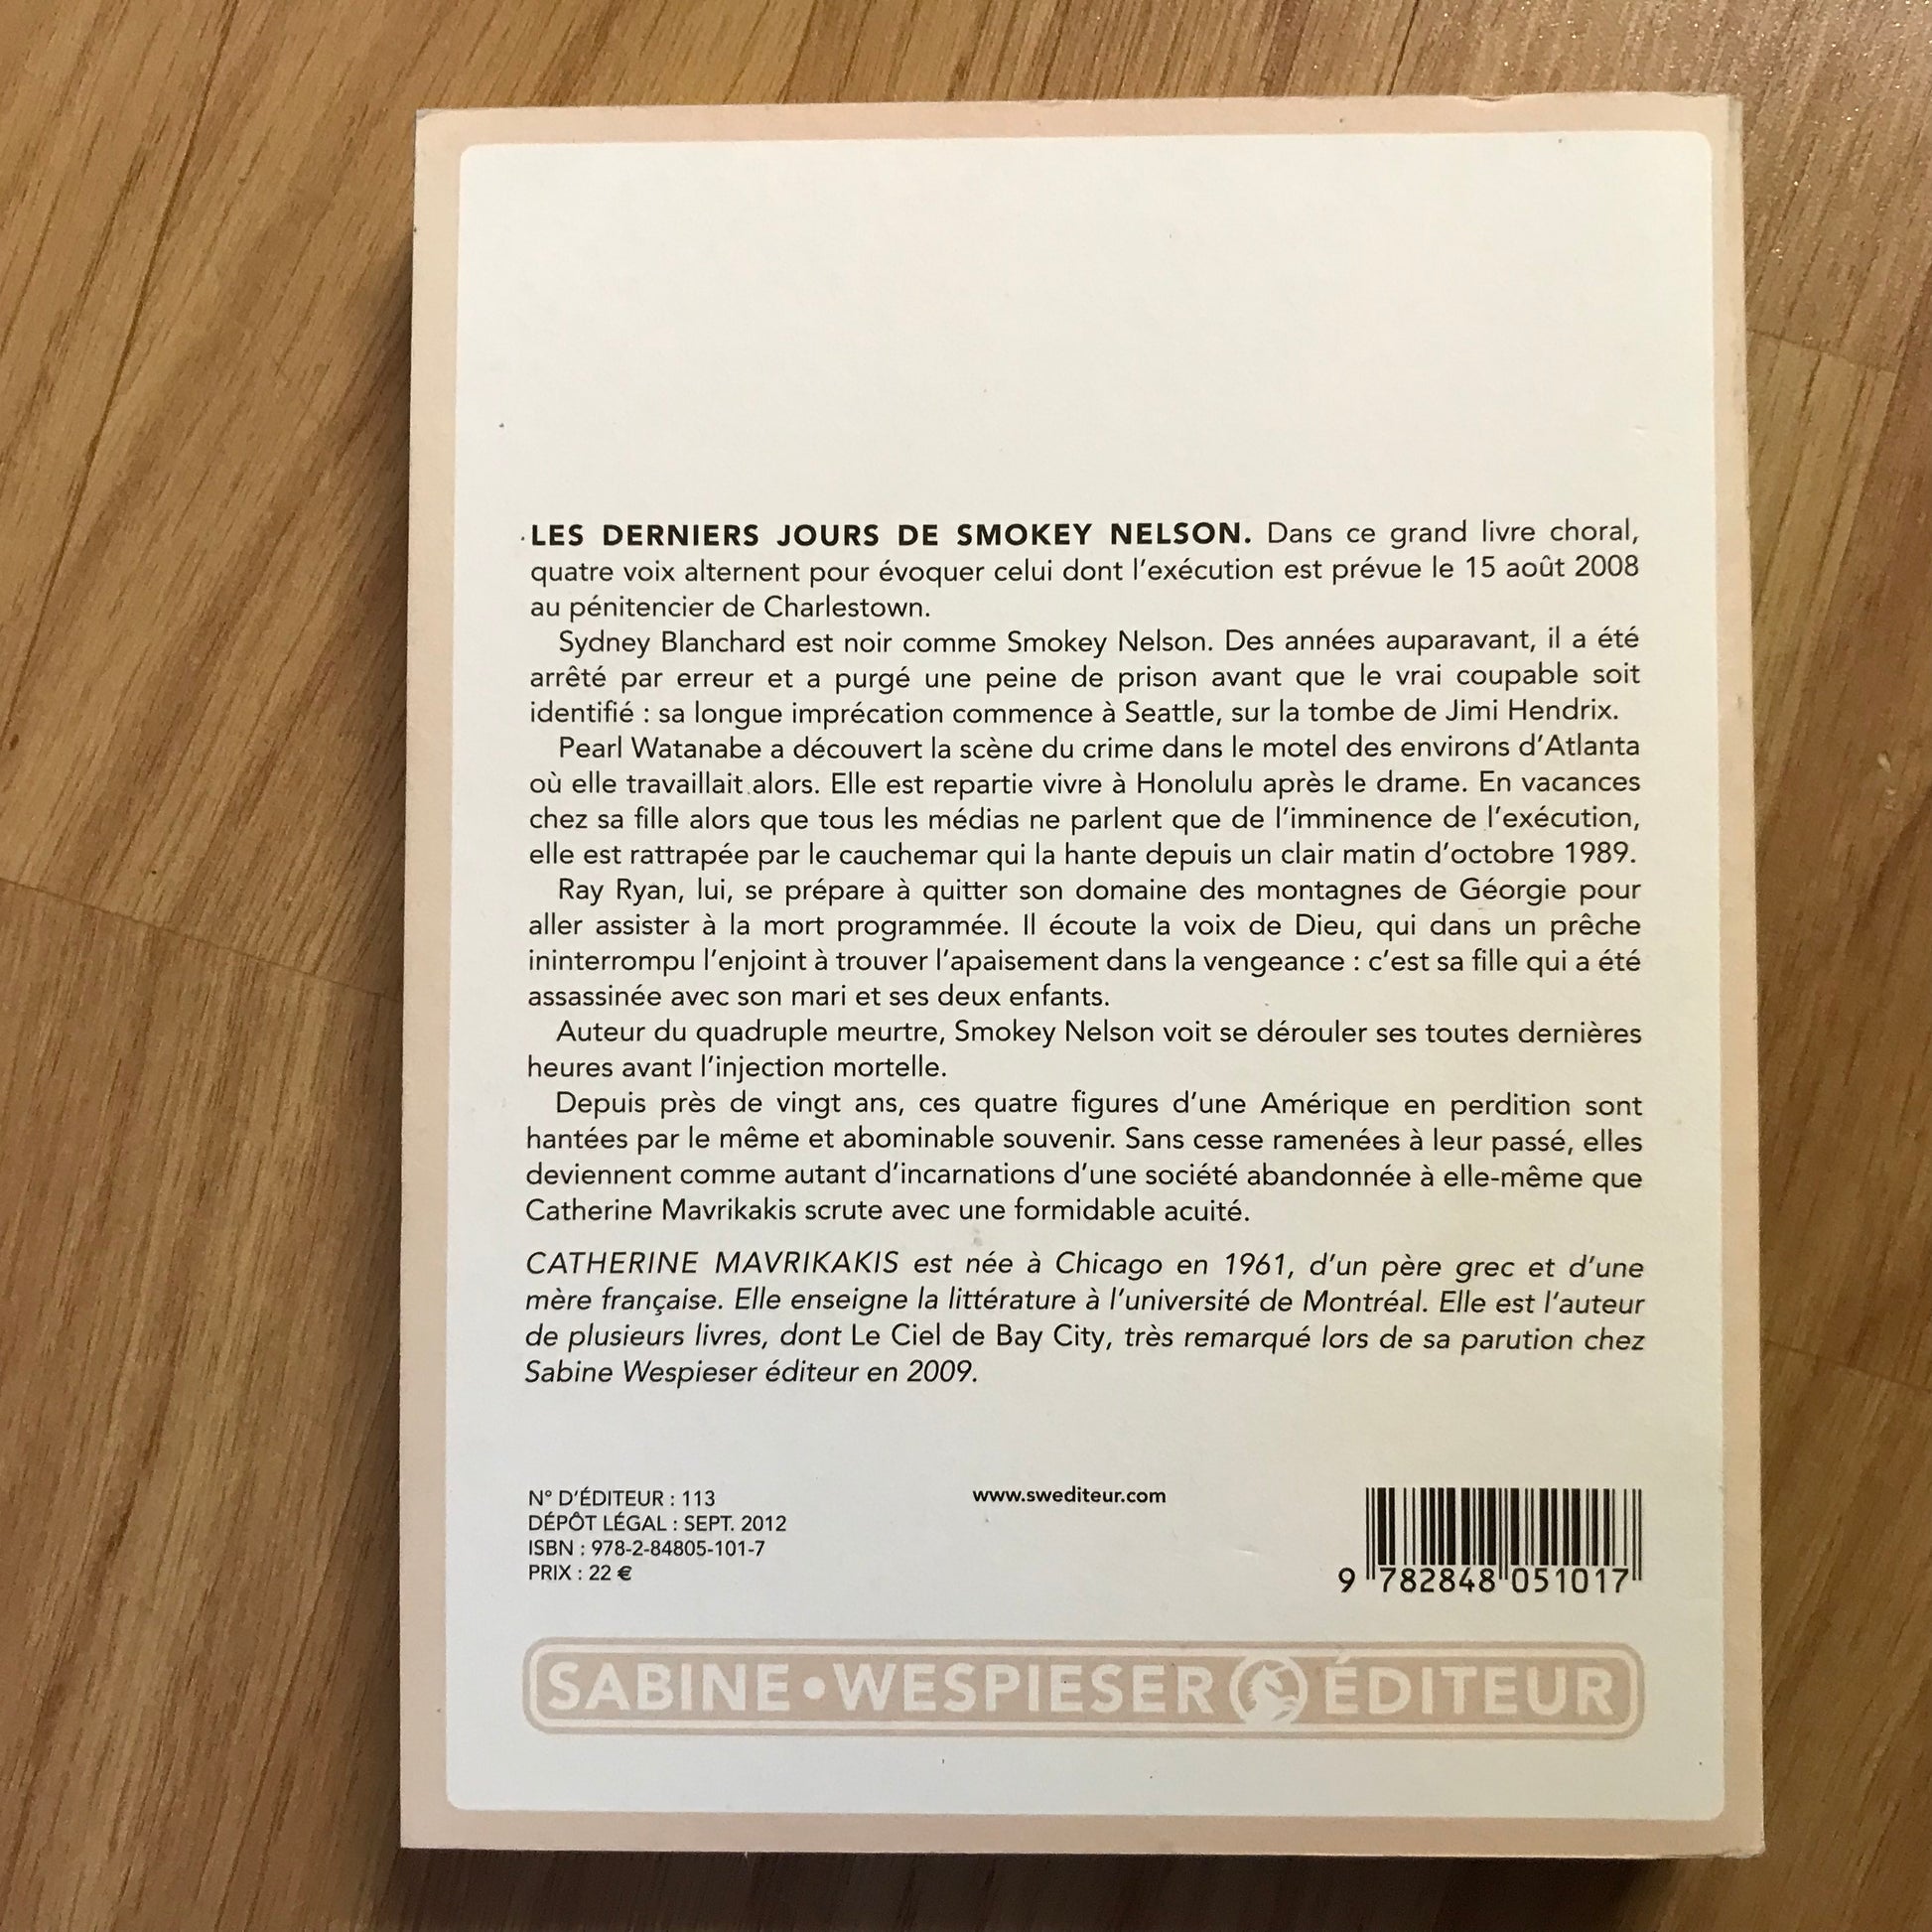 LES DERNIERS JOURS DE SMOKEY NELSON. Dans ce grand livre choral,
quatre voix alternent pour évoquer celui dont l'exécution est prévue le 15 août 2008
au pénitencier de Charlestown.
Sydney Blanchard est noir comme Smokey Nelson. Des années auparavant, il a été
arrêté par erreur et a purgé une peine de prison avant que le vrai coupable soit
identifié : sa longue imprécation commence à Seattle, sur la tombe de Jimi Hendrix.
Pearl Watanabe a découvert la scène du crime dans le motel des environs d'Atlanta
où elle travaillait alors. Elle est repartie vivre à Honolulu après le drame. En vacances
chez sa fille alors que tous les médias ne parlent que de l'imminence de l'exécution,
elle est rattrapée par le cauchemar qui la hante depuis un clair matin d'octobre 1989.
Ray Ryan, lui, se prépare à quitter son domaine des montagnes de Géorgie pour
aller assister à la mort programmée. Il écoute la voix de Dieu, qui dans un prêche
ininterrompu l'enjoint à trouver l'apaisement dans la vengeance : c'est sa fille qui a été
assassinée avec son mari et ses deux enfants.
Auteur du quadruple meurtre, Smokey Nelson voit se dérouler ses toutes dernières
heures avant l'injection mortelle.
Depuis près de vingt ans, ces quatre figures d'une Amérique en perdition sont
hantées par le même et abominable souvenir. Sans cesse ramenées à leur passé, elles
deviennent comme autant d'incarnations d'une société abandonnée à elle-même que
Catherine Mavrikakis scrute avec une formidable acuité.
CATHERINE MAVRIKAKIS est née à Chicago en 1961, d'un père grec et d'une
mère française. Elle enseigne la littérature à l'université de Montréal. Elle est l'auteur
de plusieurs livres, dont Le Ciel de Bay City, très remarqué lors de sa parution chez
Sabine Wespieser éditeur en 2009.
N° D'ÉDITEUR : 113
DÉPÔT LÉGAL : SEPT. 2012
ISBN : 978-2-84805-101-7
PRIX : 22 €
www.swediteur.com
9 782848 051017
SABINE•WESPIESER ÉDITEUR